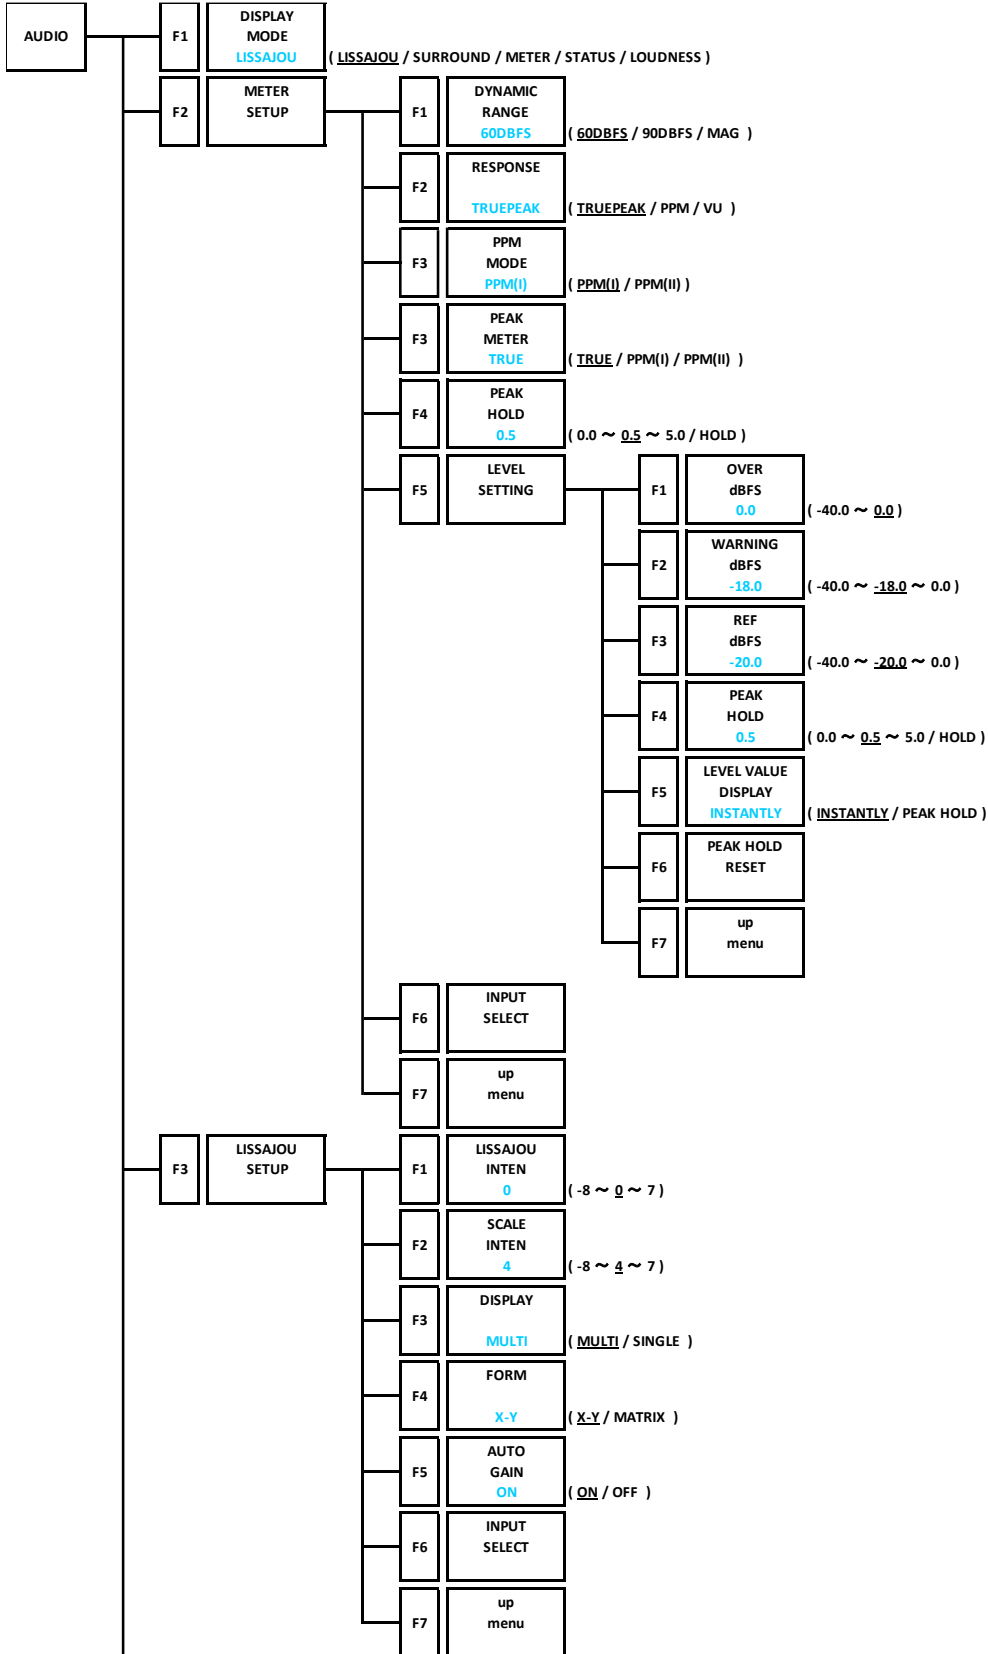 AUDIO
F1
DISPLAY
MODE
LISSAJOU
( LISSAJOU / SURROUND / METER / STATUS / LOUDNESS )
F2
METER
SETUP
F1
DYNAMIC
RANGE
60DBFS
( 60DBFS / 90DBFS / MAG )
F2
RESPONSE
TRUEPEAK
( TRUEPEAK / PPM / VU )
F3
PPM
MODE
PPM(I)
( PPM(I) / PPM(II) )
F3
PEAK
METER
TRUE
( TRUE / PPM(I) / PPM(II) )
F4
PEAK
HOLD
0.5
( 0.0 ～ 0.5 ～ 5.0 / HOLD )
F5
LEVEL
SETTING
F1
OVER
dBFS
0.0
( -40.0 ～ 0.0 )
F2
WARNING
dBFS
-18.0
( -40.0 ～ -18.0 ～ 0.0 )
F3
REF
dBFS
-20.0
( -40.0 ～ -20.0 ～ 0.0 )
F4
PEAK
HOLD
0.5
( 0.0 ～ 0.5 ～ 5.0 / HOLD )
F5
LEVEL VALUE
DISPLAY
INSTANTLY
( INSTANTLY / PEAK HOLD )
F6
PEAK HOLD
RESET
F7
up
menu
F6
INPUT
SELECT
F7
up
menu
F3
LISSAJOU
SETUP
F1
LISSAJOU
INTEN
0
( -8 ～ 0 ～ 7 )
F2
SCALE
INTEN
4
( -8 ～ 4 ～ 7 )
F3
DISPLAY
MULTI
( MULTI / SINGLE )
F4
FORM
X-Y
( X-Y / MATRIX )
F5
AUTO
GAIN
ON
( ON / OFF )
F6
INPUT
SELECT
F7
up
menu